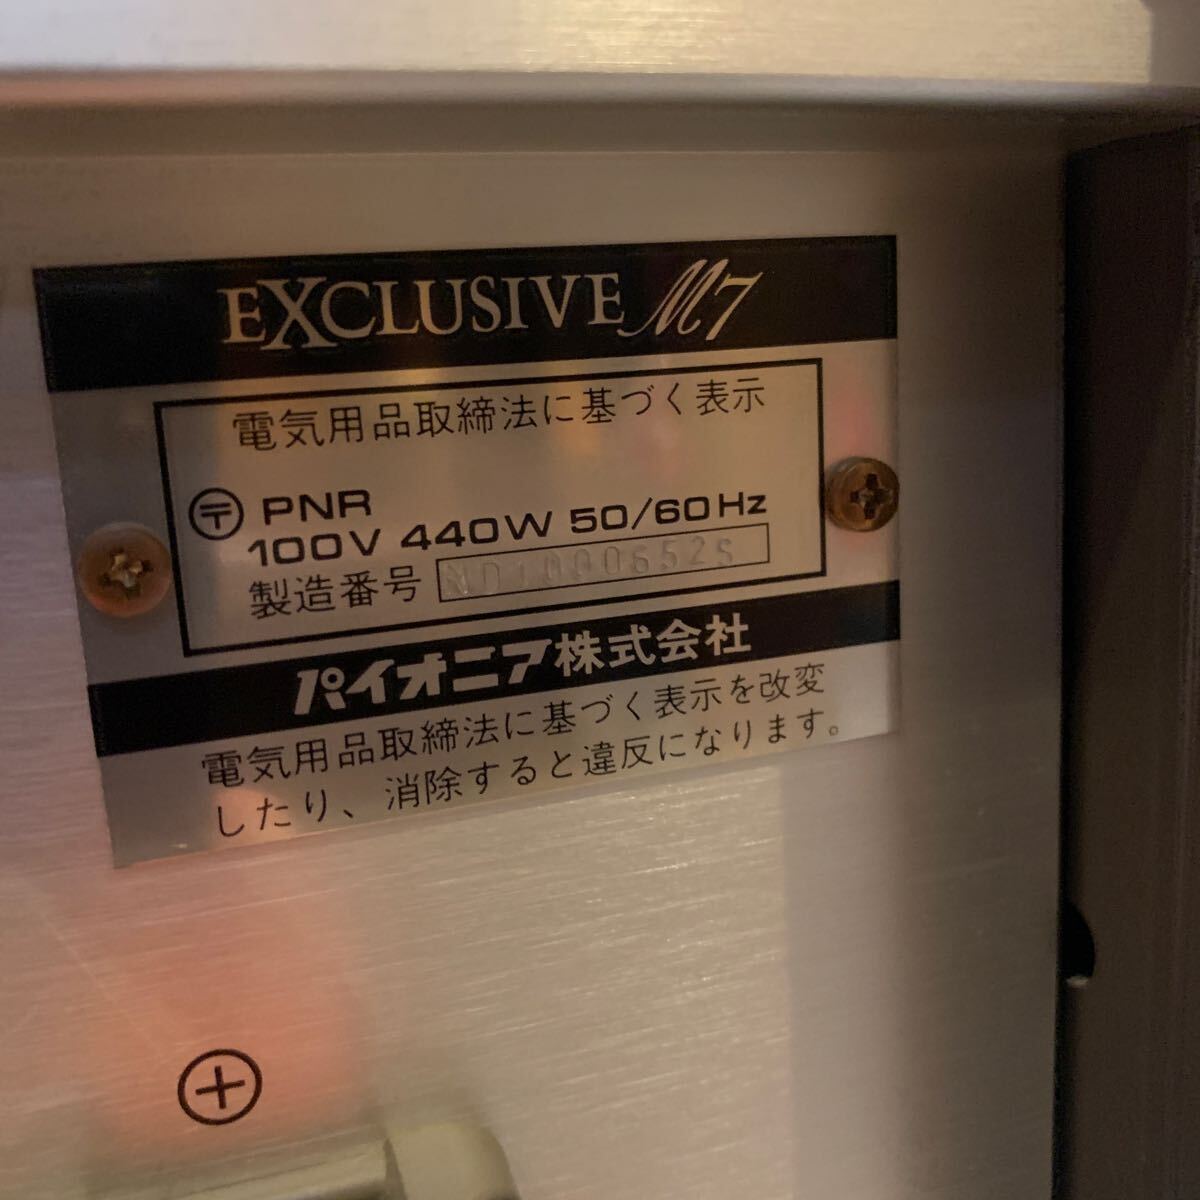 EXCLUSIVE M7
電気用品取締法に基づく表示
〒 PNR
100V 440W 50/60Hz
製造番号 ND1000652S
パイオニア株式会社
電気用品取締法に基づく表示を改変
したり、消除すると違反になります。
+